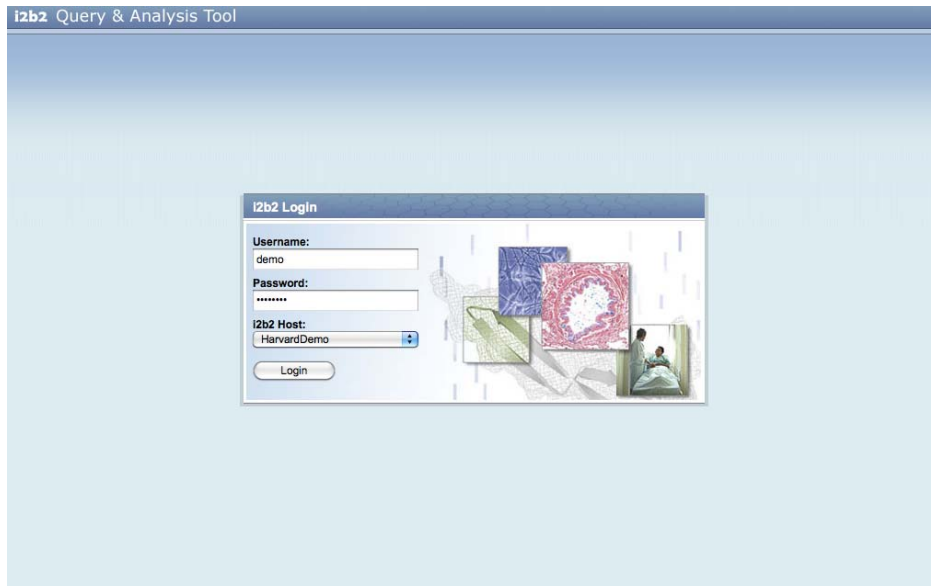 i2b2 Query & Analysis Tool
i2b2 Login
Username:
demo
Password:
••••••••
i2b2 Host:
HarvardDemo
Login